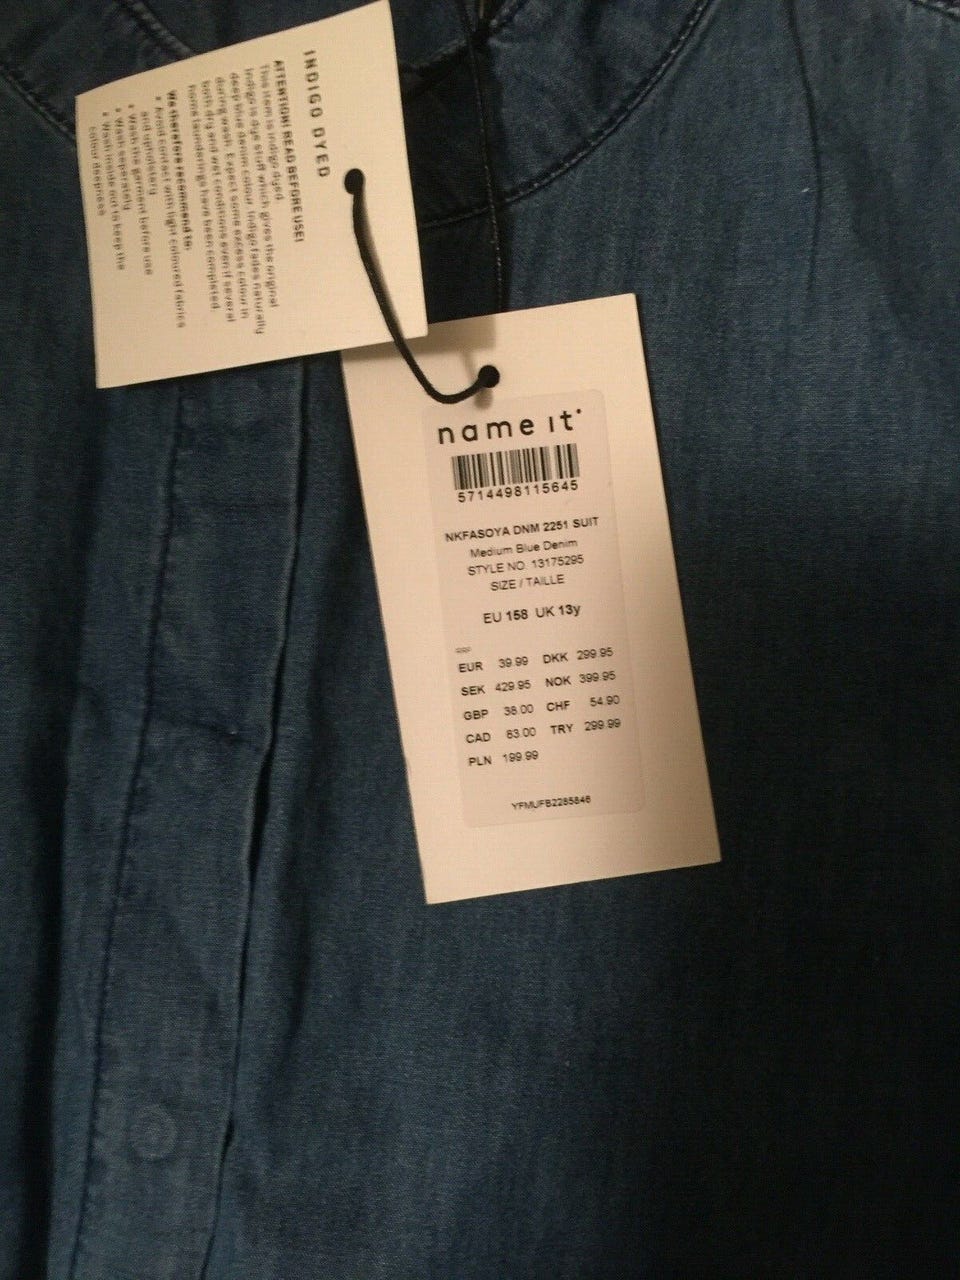 INDIGO DYED
ATTENTION! READ BEFORE USE!
This item is indigo dyed.
Indigo is dye stuff which gives the original
deep blue denim colour. Indigo fades naturally
during wash. Expect some excess colour in
both dry and wet conditions even if several
home launderings have been completed.
We therefore recommend to:
• Avoid contact with light coloured fabrics
and upholstery
• Wash the garment before use
• Wash separately
• Wash inside out to keep the
colour deepness
name it
5714498115645
NKFASOYA DNM 2251 SUIT
Medium Blue Denim
STYLE NO. 13175295
SIZE / TAILLE
EU 158 UK 13y
RRP
EUR 39.99 DKK 299.95
SEK 429.95 NOK 399.95
GBP 36.00 CHF 54.90
CAD 63.00 TRY 299.99
PLN 199.99
YFMUFB2285846